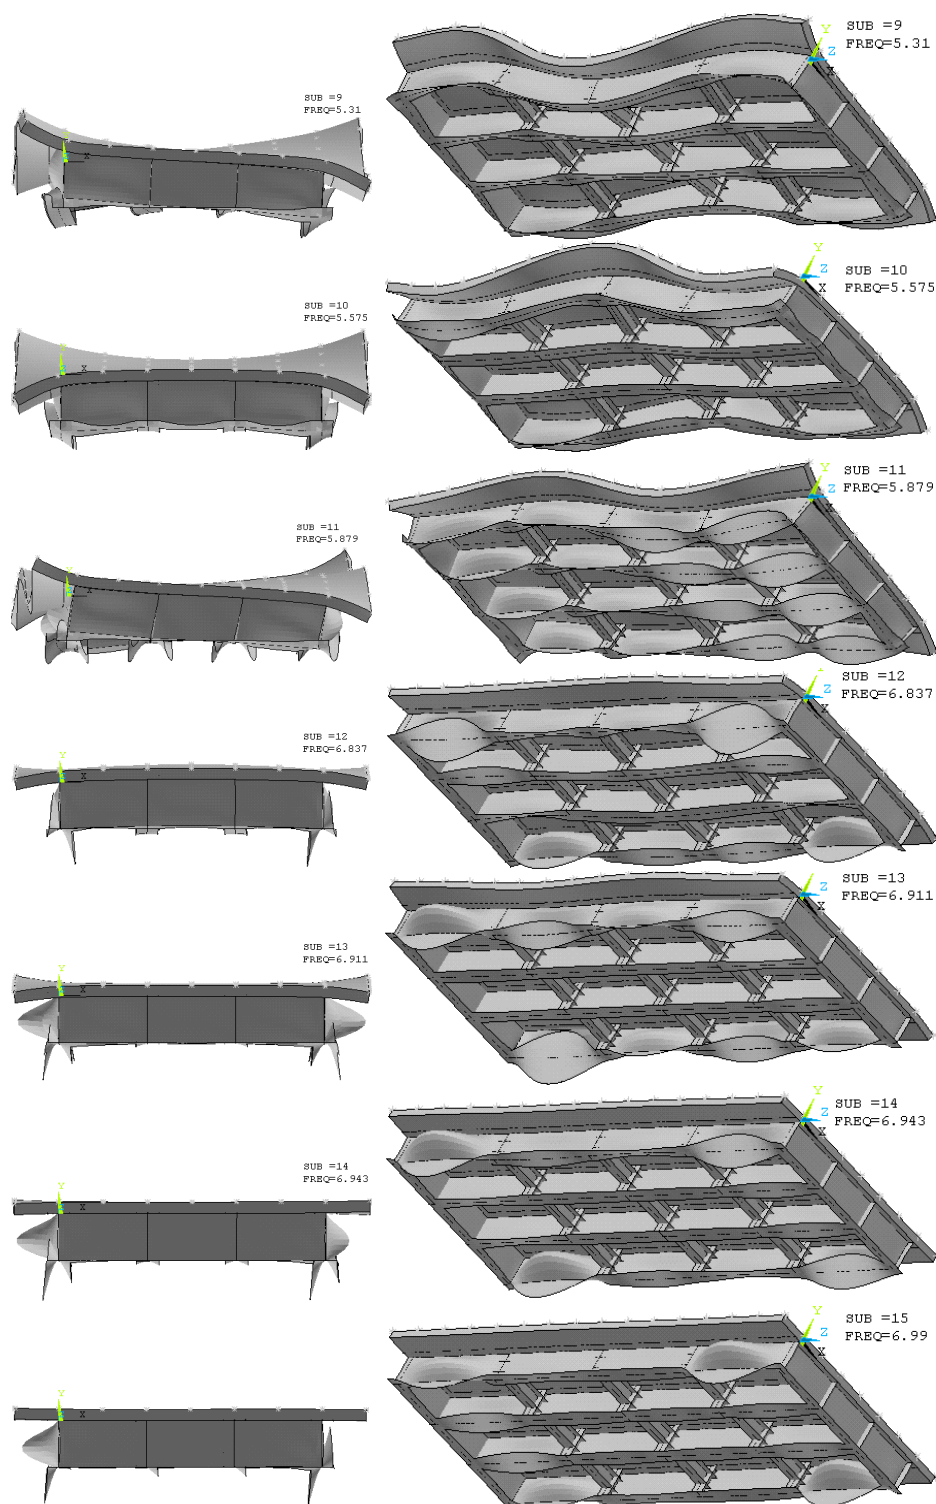 SUB =9
FREQ=5.31
Y
Z
X
SUB =9
FREQ=5.31
Y
X
SUB =10
FREQ=5.575
Y
Z
X
SUB =10
FREQ=5.575
Y
X
SUB =11
FREQ=5.879
Y
Z
X
SUB =11
FREQ=5.879
Y
X
SUB =12
FREQ=6.837
Y
Z
X
SUB =12
FREQ=6.837
Y
X
SUB =13
FREQ=6.911
Y
Z
X
SUB =13
FREQ=6.911
Y
X
SUB =14
FREQ=6.943
Y
Z
X
SUB =14
FREQ=6.943
Y
X
SUB =15
FREQ=6.99
Y
Z
X
Y
X